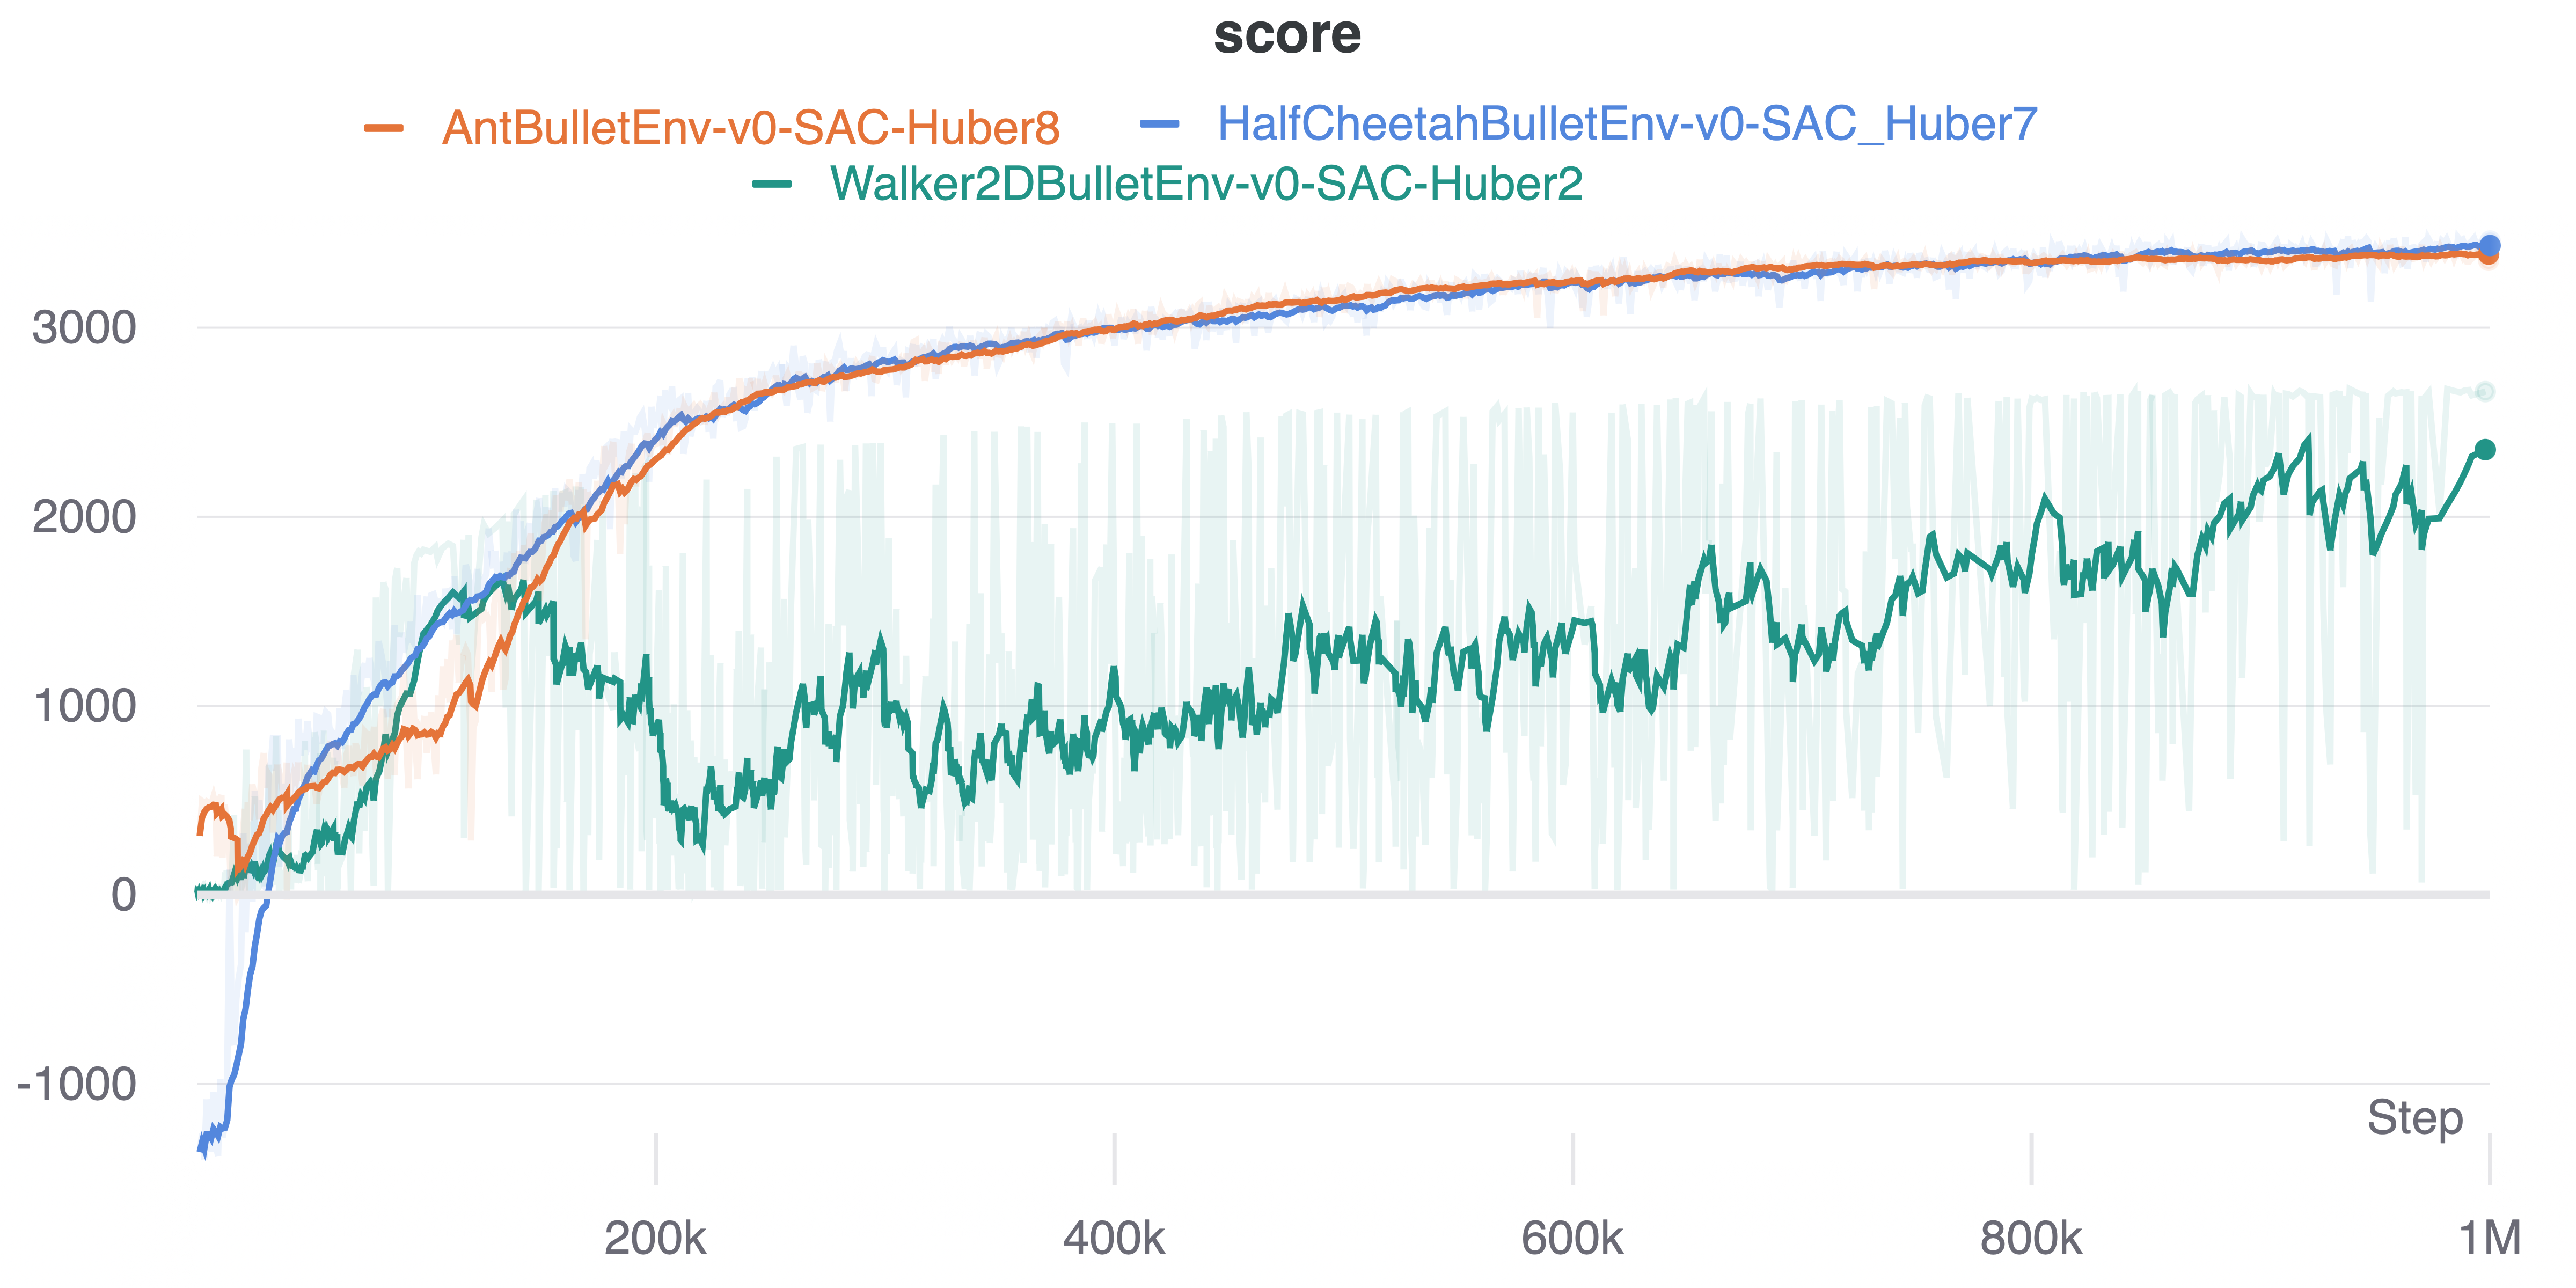 score
AntBulletEnv-v0-SAC-Huber8 HalfCheetahBulletEnv-v0-SAC_Huber7
Walker2DBulletEnv-v0-SAC-Huber2
3000
2000
1000
0
-1000
Step
200k 400k 600k 800k 1M